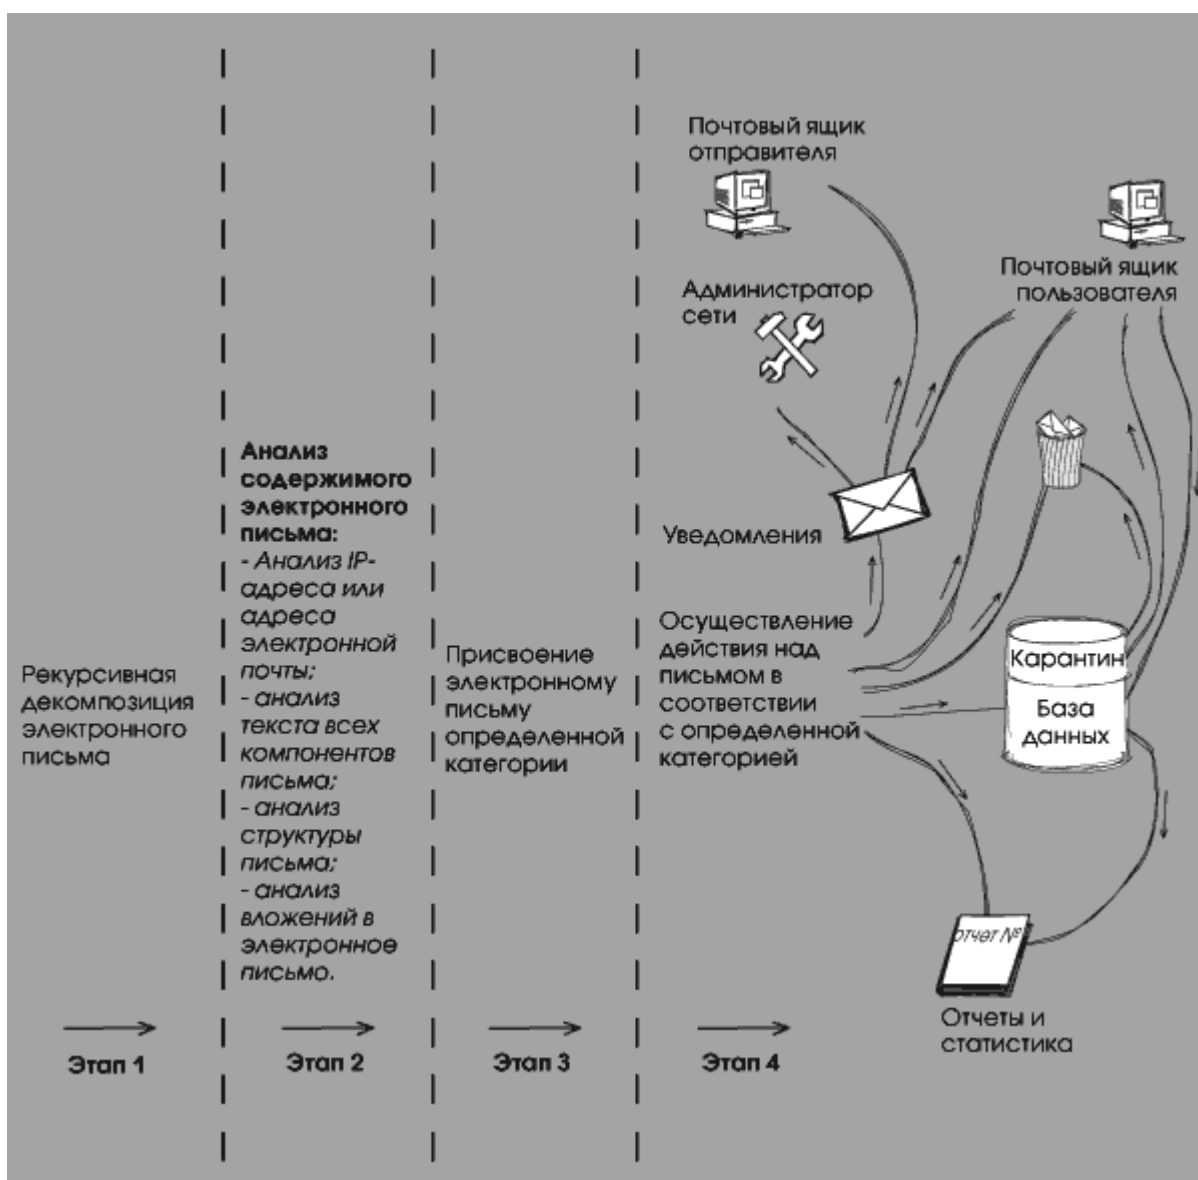 Рекурсивная
декомпозиция
электронного
письма
Этап 1
Анализ
содержимого
электронного
письма:
- Анализ IP-
адреса или
адреса
электронной
почты;
- анализ
текста всех
компонентов
письма;
- анализ
структуры
письма;
- анализ
вложений в
электронное
письмо.
Этап 2
Присвоение
электронному
письму
определенной
категории
Этап 3
Почтовый ящик
отправителя
Администратор
сети
Почтовый ящик
пользователя
Уведомления
Осуществление
действия над
письмом в
соответствии
с определенной
категорией
Карантин
База
данных
отчет №
Отчеты и
статистика
Этап 4